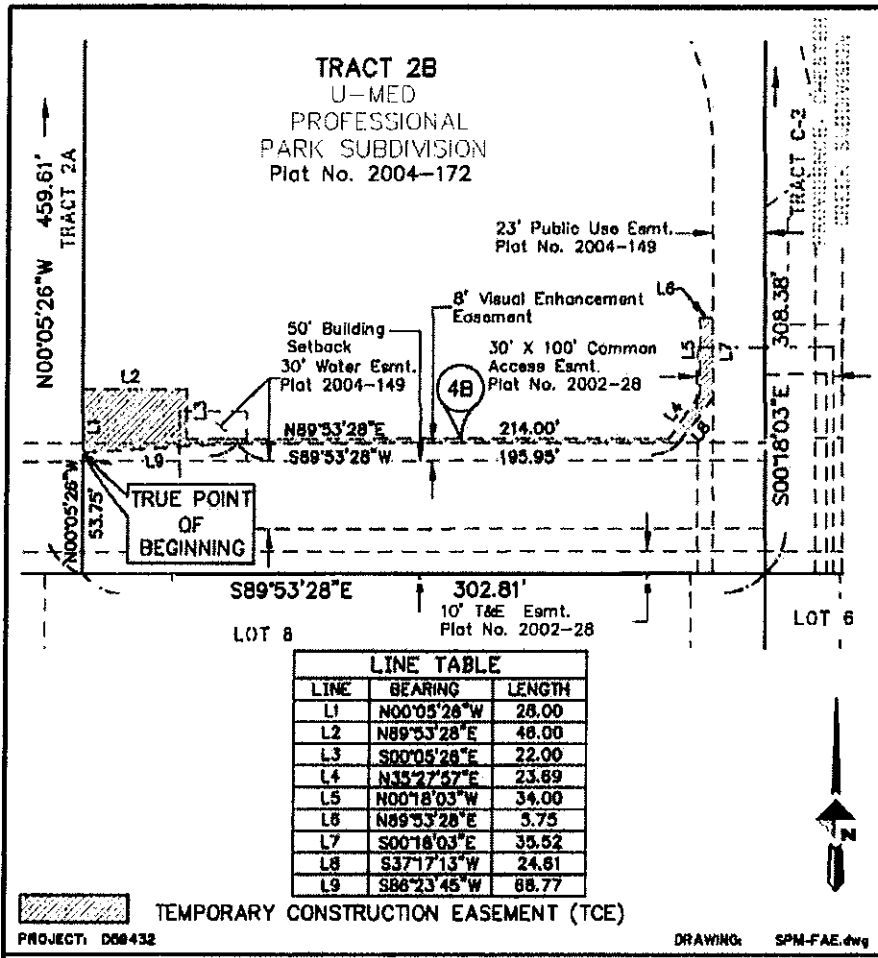 TRACT 2B
U-MED
PROFESSIONAL
PARK SUBDIVISION
Plat No. 2004-172
N00°05'26"W 459.61'
TRACT 2A
TRACT C-2
23' Public Use Esmt.
Plat No. 2004-149
8' Visual Enhancement
Easement
L6
50' Building
Setback
30' Water Esmt.
Plat 2004-149
30' X 100' Common
Access Esmt.
Plat No. 2002-28
L5
L7
308.38'
S00°18'03"E
L2
L3
L1
4B
L4
L8
N89°53'28"E 214.00'
S89°53'28"W 195.95'
L9
N00°05'26"W
53.75'
TRUE POINT
OF
BEGINNING
S89°53'28"E 302.81'
10' T&E Esmt.
Plat No. 2002-28
LOT 8
LOT 6
LINE TABLE
LINE BEARING LENGTH
L1 N00°05'26"W 28.00
L2 N89°53'28"E 46.00
L3 S00°05'26"E 22.00
L4 N35°27'57"E 23.69
L5 N00°18'03"W 34.00
L6 N89°53'28"E 5.75
L7 S00°18'03"E 35.52
L8 S37°17'13"W 24.61
L9 S86°23'45"W 68.77
N
TEMPORARY CONSTRUCTION EASEMENT (TCE)
PROJECT: D59432
DRAWING: SPM-FAE.dwg